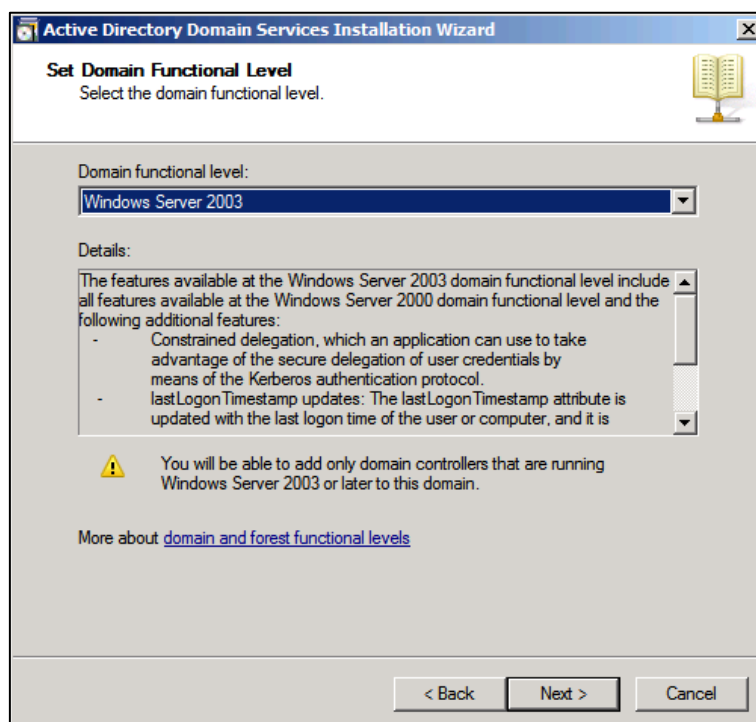 Active Directory Domain Services Installation Wizard
Set Domain Functional Level
Select the domain functional level.
Domain functional level:
Windows Server 2003
Details:
The features available at the Windows Server 2003 domain functional level include
all features available at the Windows Server 2000 domain functional level and the
following additional features:
- Constrained delegation, which an application can use to take
advantage of the secure delegation of user credentials by
means of the Kerberos authentication protocol.
- lastLogonTimestamp updates: The lastLogonTimestamp attribute is
updated with the last logon time of the user or computer, and it is
You will be able to add only domain controllers that are running
Windows Server 2003 or later to this domain.
More about domain and forest functional levels
< Back Next > Cancel